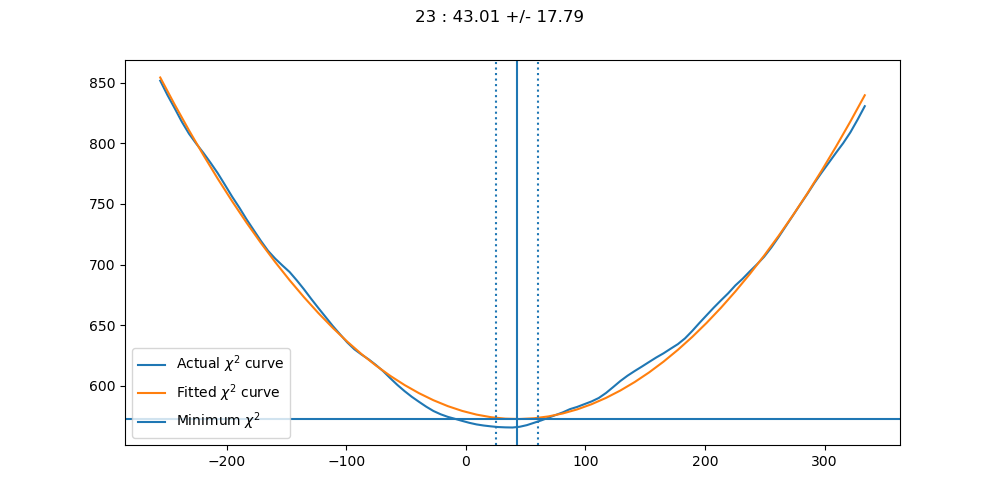 23 : 43.01 +/- 17.79
850
800
750
700
650
600
Actual χ² curve
Fitted χ² curve
Minimum χ²
−200 −100 0 100 200 300